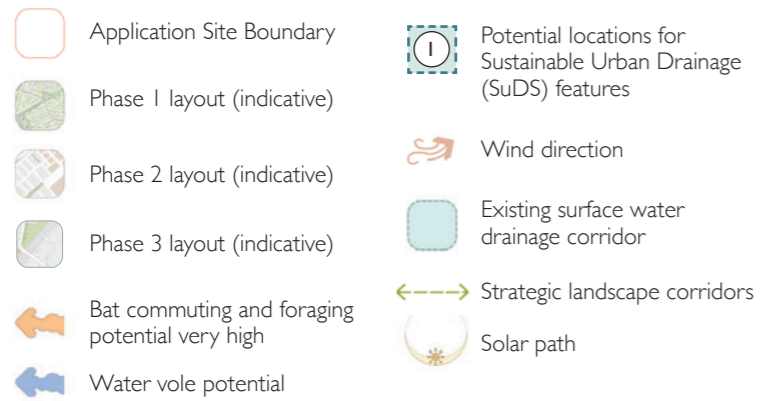 Application Site Boundary
Phase 1 layout (indicative)
Phase 2 layout (indicative)
Phase 3 layout (indicative)
Bat commuting and foraging
potential very high
Water vole potential
1
Potential locations for
Sustainable Urban Drainage
(SuDS) features
Wind direction
Existing surface water
drainage corridor
Strategic landscape corridors
Solar path